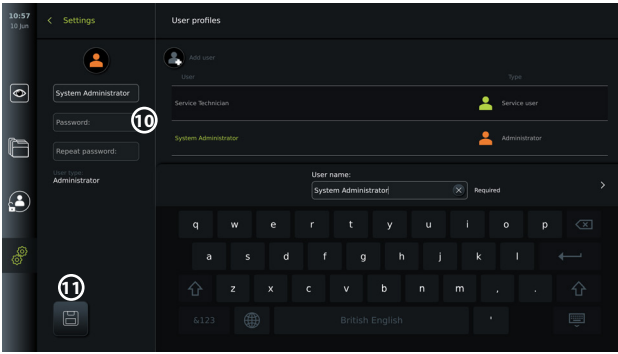 10:57
10 Jun
Settings
User profiles
Add user
User
Type
System Administrator
Service Technician
Service user
Password:
10
System Administrator
Administrator
Repeat password:
User type:
Administrator
User name:
System Administrator
Required
q w e r t y u i o p
a s d f g h j k l
z x c v b n m , .
&123
British English
'
11